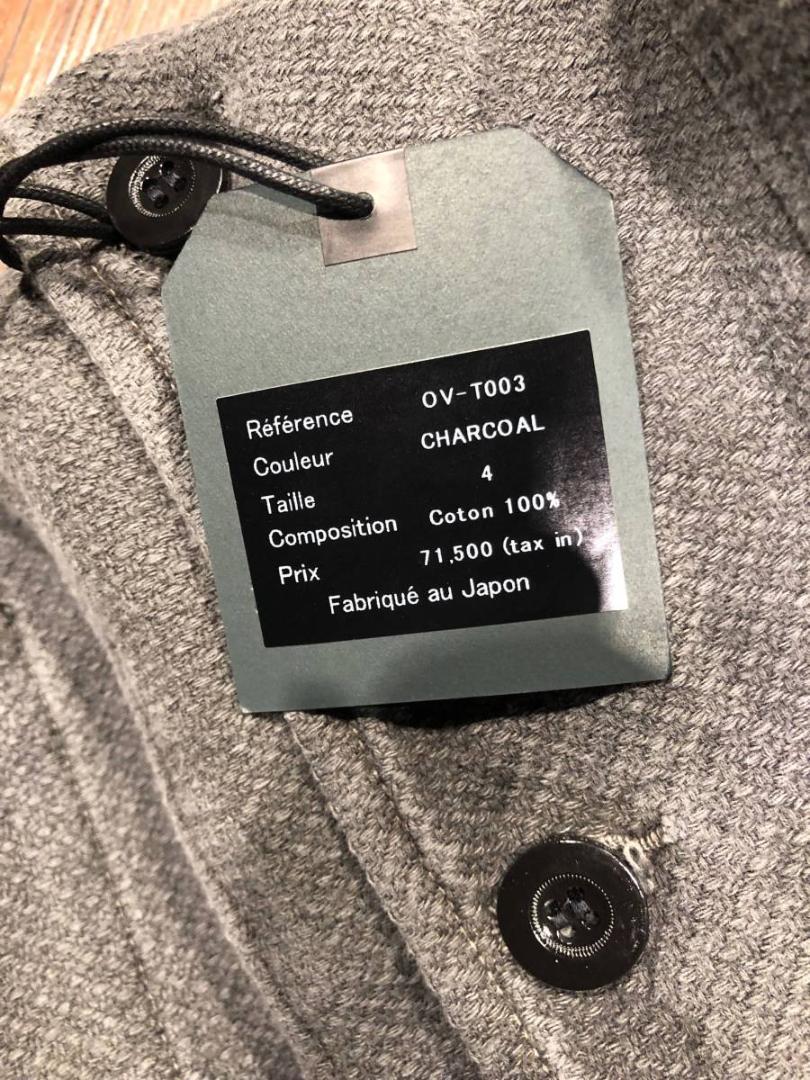 Référence OV-T003
Couleur CHARCOAL
Taille 4
Composition Coton 100%
Prix 71,500 (tax in)
Fabriqué au Japon